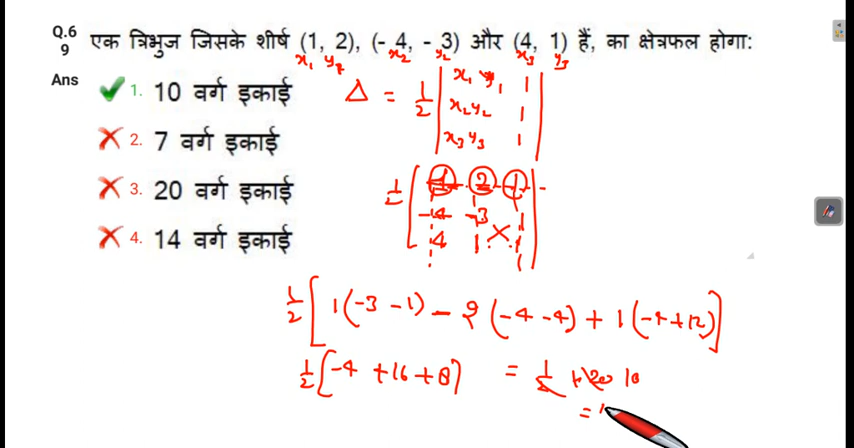 Q.6
9
एक त्रिभुज जिसके शीर्ष (1, 2), (- 4, - 3) और (4, 1) हैं, का क्षेत्रफल होगा:
x₁ y₂ x₂ y₂ x₃ y₃
Ans
1. 10 वर्ग इकाई
2. 7 वर्ग इकाई
3. 20 वर्ग इकाई
4. 14 वर्ग इकाई
Δ = 1/2 | x₁ y₁ 1
x₂ y₂ 1
x₃ y₃ 1 |
1/2 [ 1 2 1
-4 -3 1
4 1 1 |
1/2 [ 1(-3 -1) - 2 (-4 -4) + 1 (-4+12) ]
1/2 [ -4 +16 +8 ] = 1/2 × 20 10
=